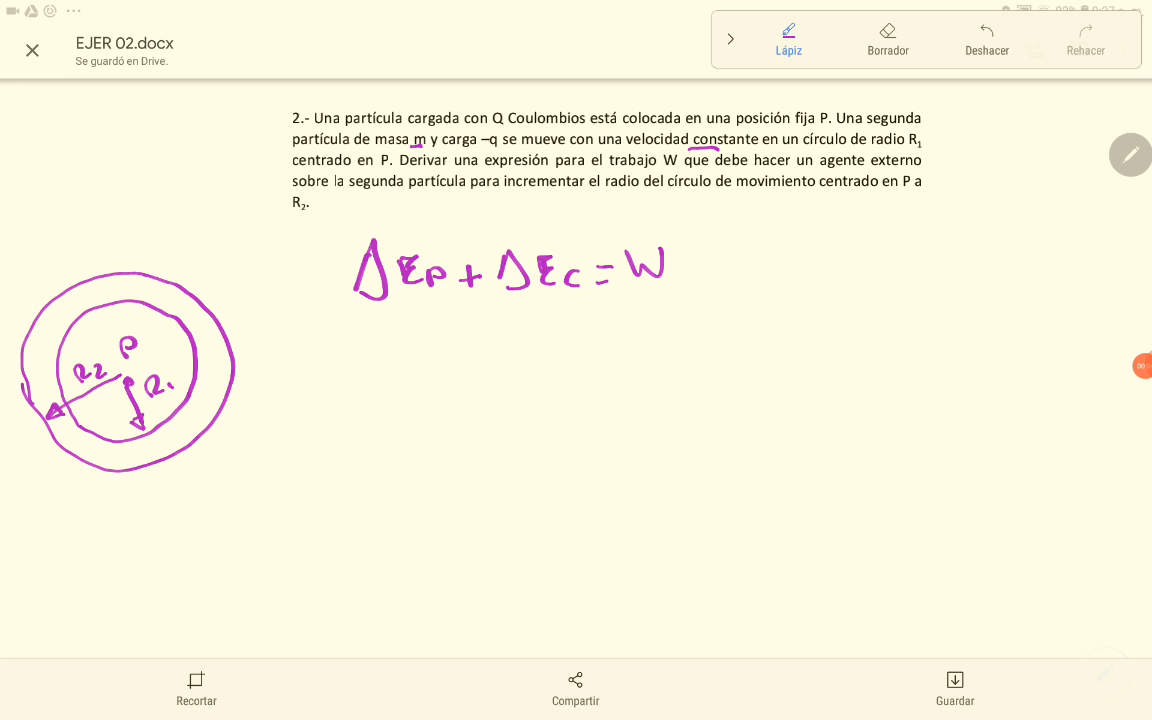 EJER 02.docx
Se guardó en Drive.
Lápiz
Borrador
Deshacer
Rehacer
2.- Una partícula cargada con Q Coulombios está colocada en una posición fija P. Una segunda
partícula de masa m y carga –q se mueve con una velocidad constante en un círculo de radio R₁
centrado en P. Derivar una expresión para el trabajo W que debe hacer un agente externo
sobre la segunda partícula para incrementar el radio del círculo de movimiento centrado en P a
R₂.
ΔEp + ΔEc = W
P
R2
R1
Recortar
Compartir
Guardar